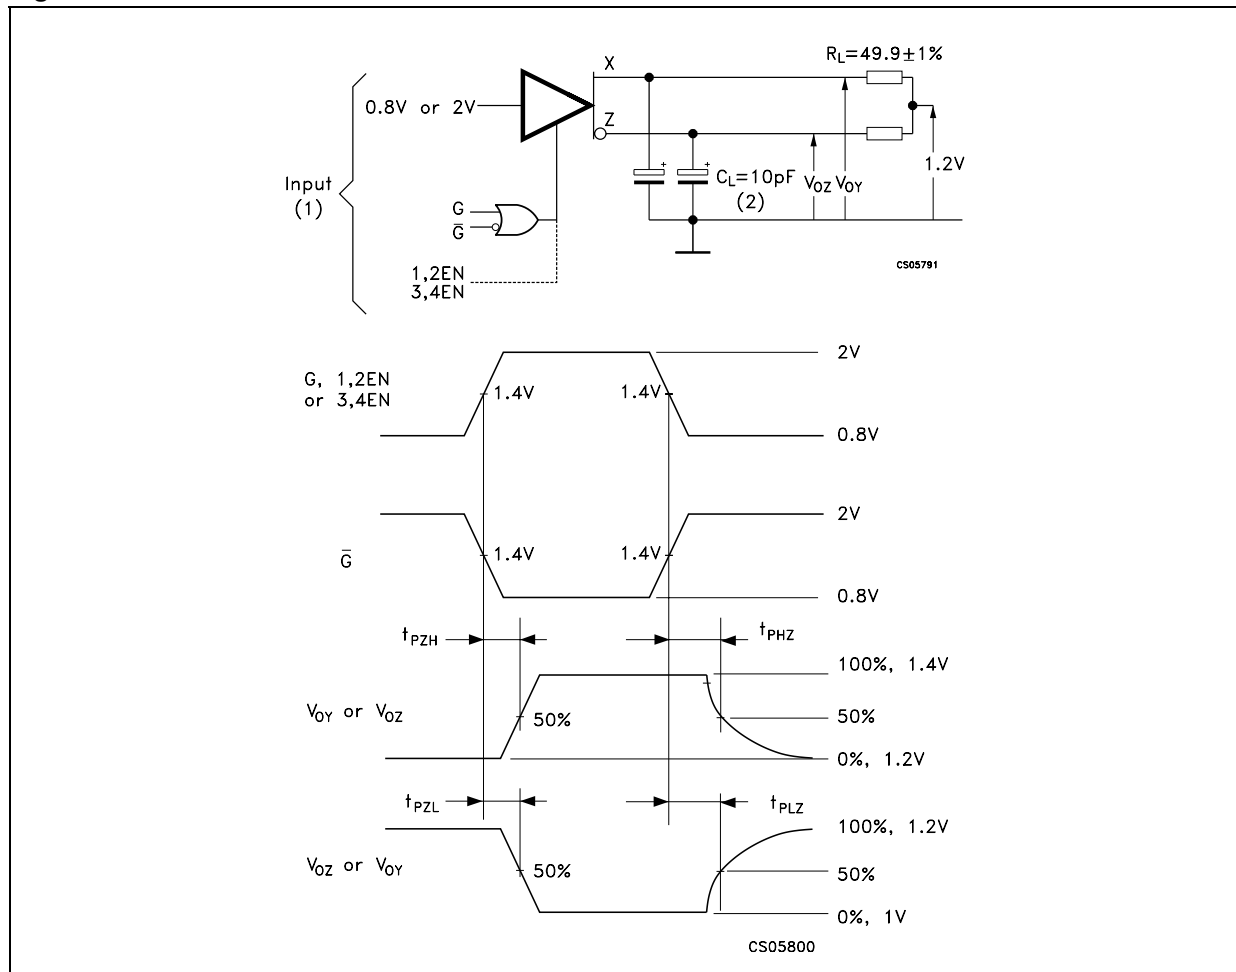 X
R_L=49.9±1%
0.8V or 2V
Z
1.2V
Input
(1)
C_L=10pF
(2)
V_OZ V_OY
G
G̅
1,2EN
3,4EN
CS05791
2V
G, 1,2EN
or 3,4EN
1.4V
1.4V
0.8V
2V
G̅
1.4V
1.4V
0.8V
t_PZH
t_PHZ
100%, 1.4V
V_OY or V_OZ
50%
50%
0%, 1.2V
t_PZL
t_PLZ
100%, 1.2V
V_OZ or V_OY
50%
50%
0%, 1V
CS05800